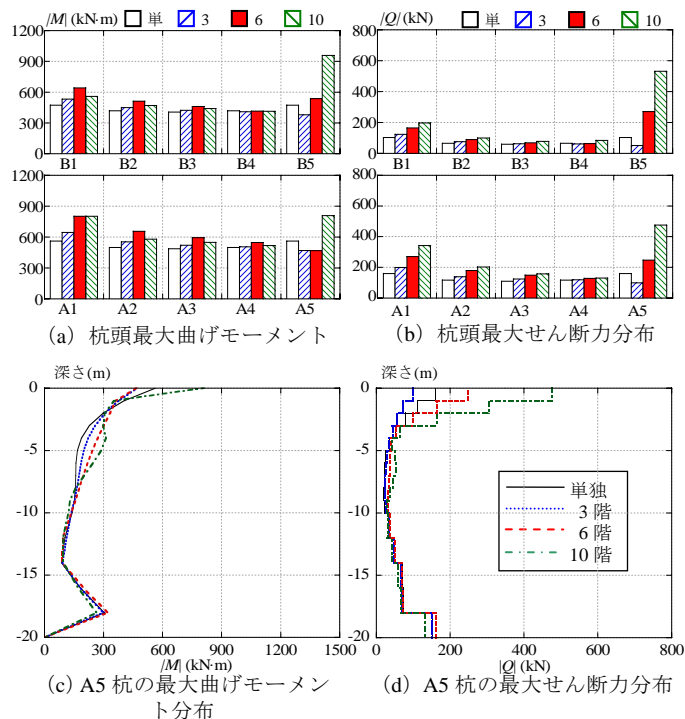 |M| (kN·m) 単 3 6 10
1200
900
600
300
0
B1 B2 B3 B4 B5
1200
900
600
300
0
A1 A2 A3 A4 A5
(a) 杭頭最大曲げモーメント
|Q|(kN) 単 3 6 10
800
600
400
200
0
B1 B2 B3 B4 B5
800
600
400
200
0
A1 A2 A3 A4 A5
(b) 杭頭最大せん断力分布
深さ(m)
0
-5
-10
-15
-20
0 300 600 900 1200 1500
|M| (kN·m)
(c) A5 杭の最大曲げモーメン
ト分布
深さ(m)
0
-5
-10
-15
-20
単独
3 階
6 階
10 階
0 200 400 600 800
|Q| (kN)
(d) A5 杭の最大せん断力分布